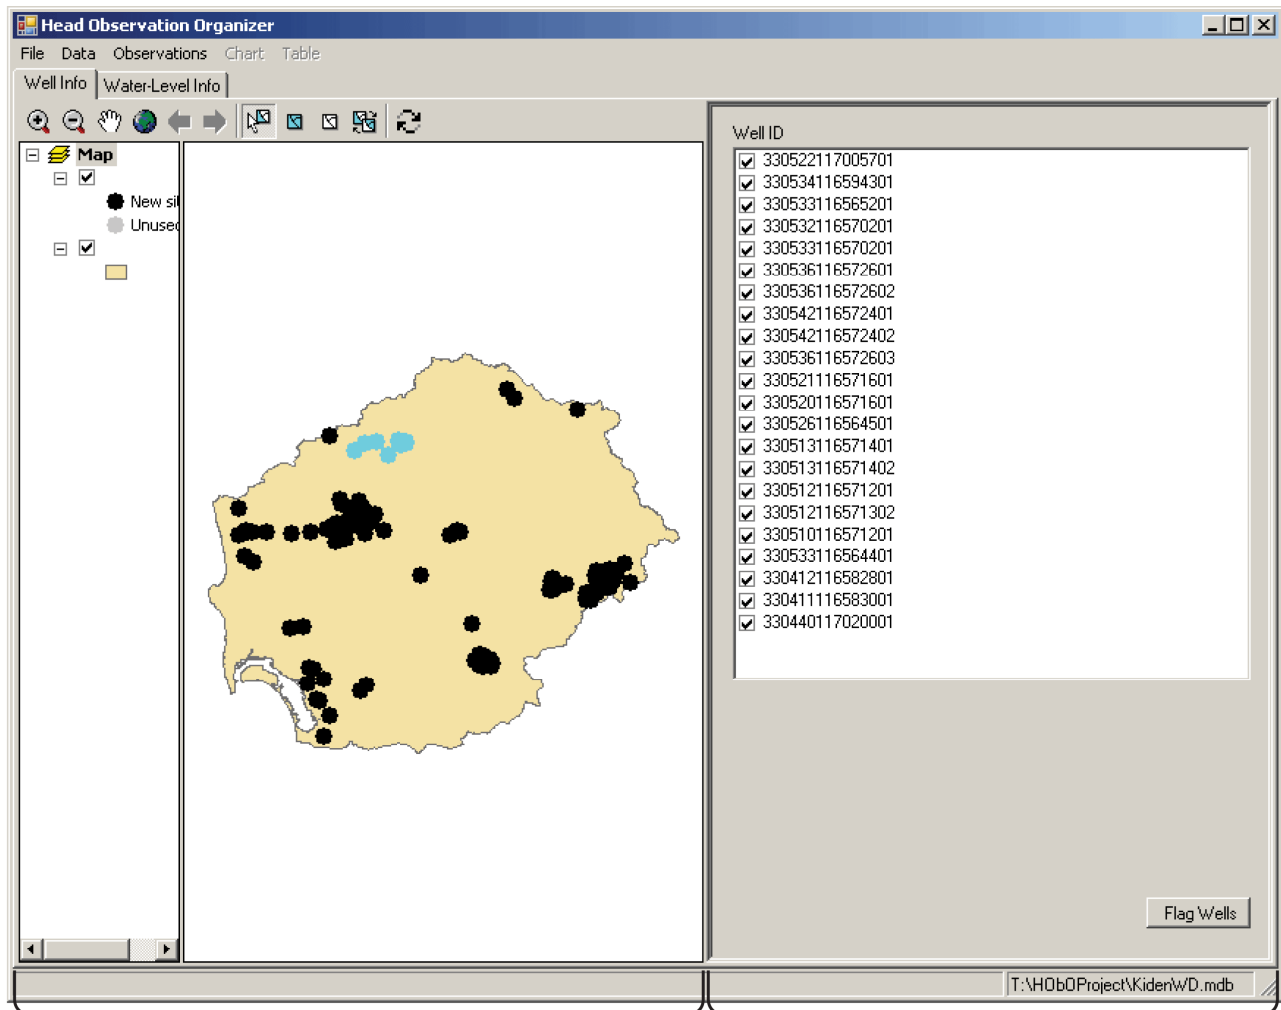 Head Observation Organizer
File Data Observations Chart Table
Well Info Water-Level Info
Map
New si
Unused
Well ID
330522117005701
330534116594301
330533116565201
330532116570201
330533116570201
330536116572601
330536116572602
330542116572401
330542116572402
330536116572603
330521116571601
330520116571601
330526116564501
330513116571401
330513116571402
330512116571201
330512116571302
330510116571201
330533116564401
330412116582801
330411116583001
330440117020001
Flag Wells
T:\HObOProject\KidenWD.mdb